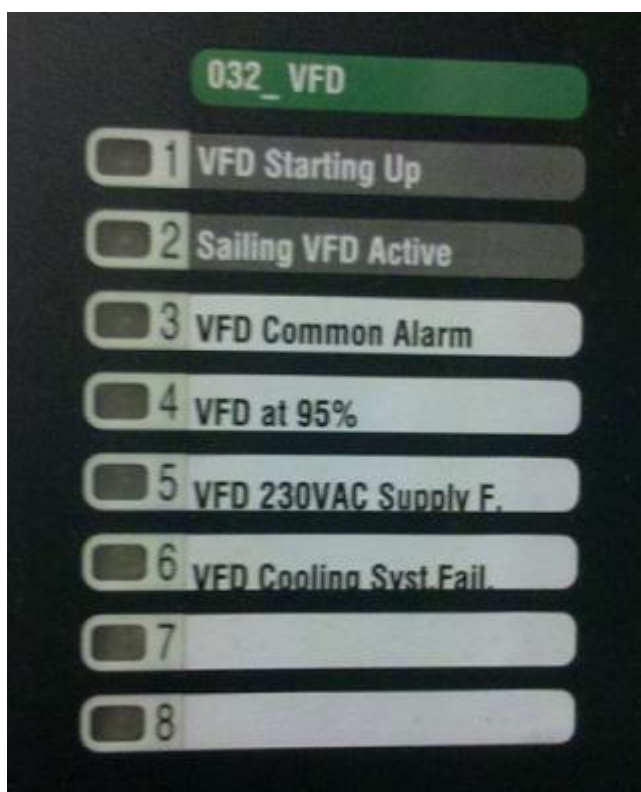 032_ VFD
1 VFD Starting Up
2 Sailing VFD Active
3 VFD Common Alarm
4 VFD at 95%
5 VFD 230VAC Supply F.
6 VFD Cooling Syst.Fail.
7
8